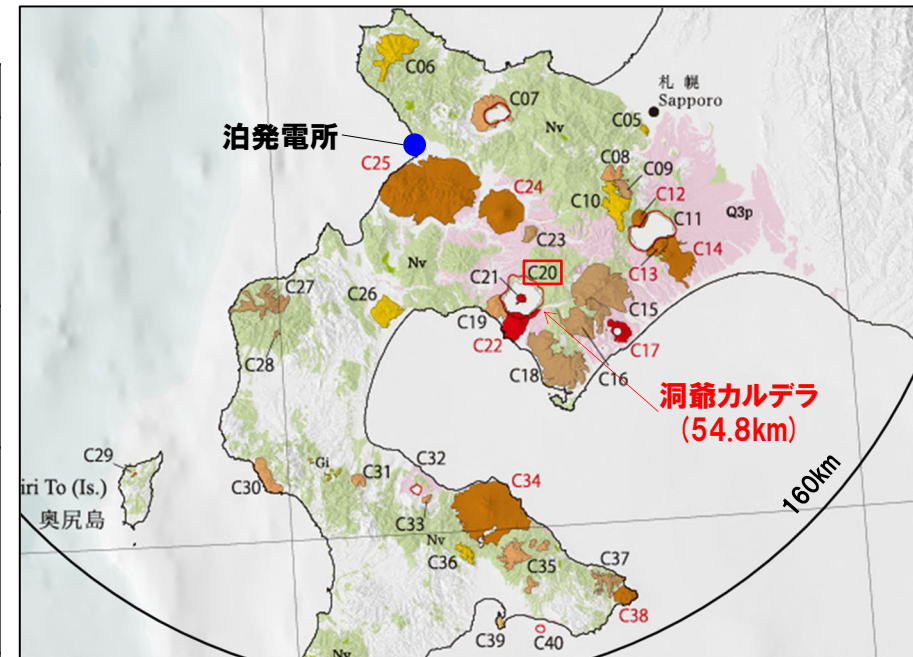 C06
C07
札幌
Sapporo
C05
Nv
泊発電所
C25
C08
C09
C24
C10
C12
C11
Q3p
C23
C14
C13
Nv
C20
C21
C27
C26
C15
C19
C22
C17
C28
C16
C18
洞爺カルデラ
(54.8km)
C29
C32
Gi
C31
C34
160km
C30
iri To (Is.)
奥尻島
C33
Nv
C36
C35
C37
C38
C39
C40
Nv